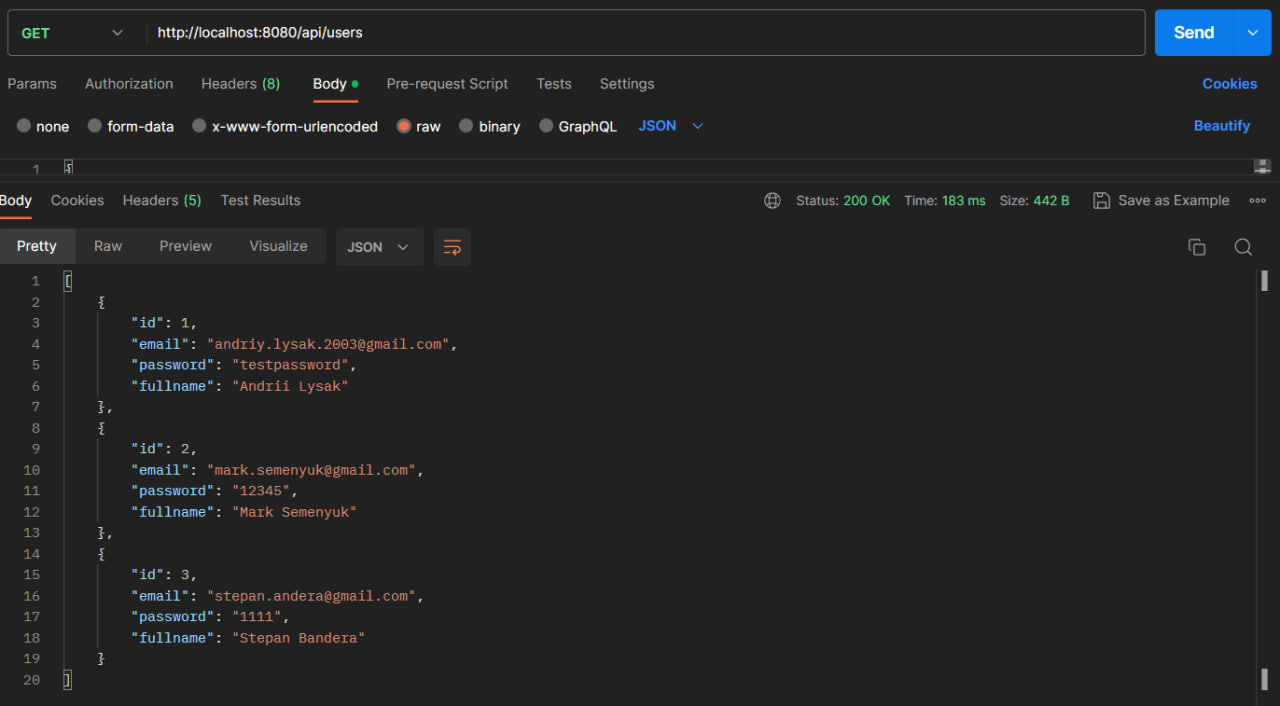 GET http://localhost:8080/api/users Send
Params Authorization Headers (8) Body Pre-request Script Tests Settings Cookies
none form-data x-www-form-urlencoded raw binary GraphQL JSON Beautify
1 {
Body Cookies Headers (5) Test Results Status: 200 OK Time: 183 ms Size: 442 B Save as Example
Pretty Raw Preview Visualize JSON
1 [
2 {
3 "id": 1,
4 "email": "andriy.lysak.2003@gmail.com",
5 "password": "testpassword",
6 "fullname": "Andrii Lysak"
7 },
8 {
9 "id": 2,
10 "email": "mark.semenyuk@gmail.com",
11 "password": "12345",
12 "fullname": "Mark Semenyuk"
13 },
14 {
15 "id": 3,
16 "email": "stepan.andera@gmail.com",
17 "password": "1111",
18 "fullname": "Stepan Bandera"
19 }
20 ]